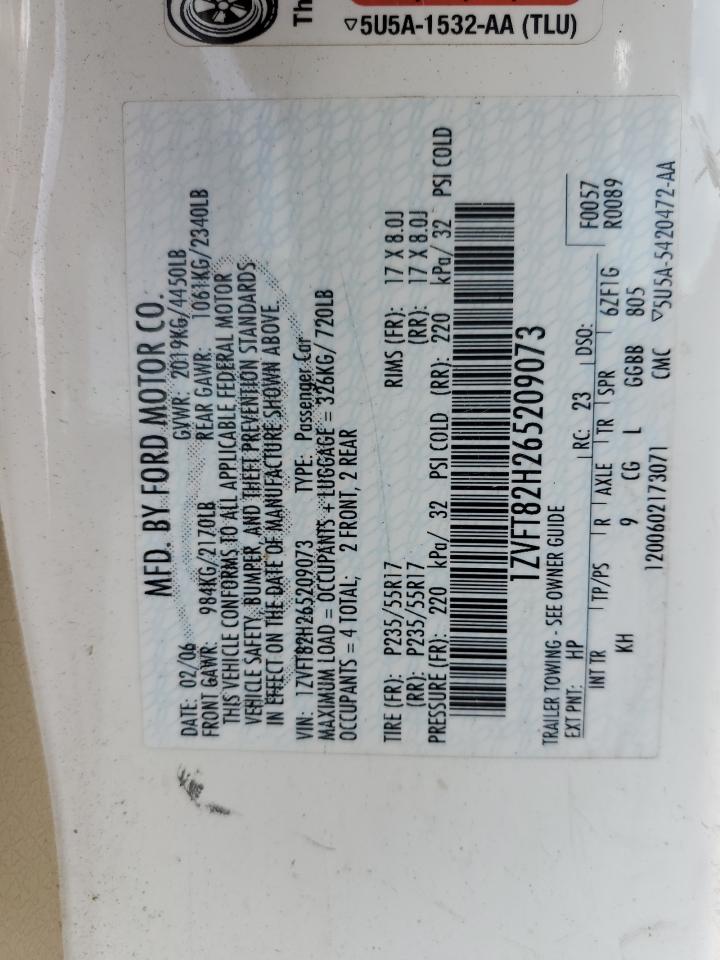 Th
▽5U5A-1532-AA (TLU)
MFD. BY FORD MOTOR CO.
DATE: 02/06 GVWR: 2019KG/4450LB
FRONT GAWR: 984KG/2170LB REAR GAWR: 1061KG/2340LB
THIS VEHICLE CONFORMS TO ALL APPLICABLE FEDERAL MOTOR
VEHICLE SAFETY, BUMPER, AND THEFT PREVENTION STANDARDS
IN EFFECT ON THE DATE OF MANUFACTURE SHOWN ABOVE
VIN: 1ZVFT82H265209073 TYPE: Passenger Car
MAXIMUM LOAD = OCCUPANTS + LUGGAGE = 326KG/ 720LB
OCCUPANTS = 4 TOTAL; 2 FRONT, 2 REAR
TIRE (FR): P235/55R17 RIMS (FR): 17 X 8.0J
(RR): P235/55R17 (RR): 17 X 8.0J
PRESSURE (FR): 220 kPa/ 32 PSI COLD (RR): 220 kPa/ 32 PSI COLD
1ZVFT82H265209073
TRAILER TOWING - SEE OWNER GUIDE
EXT PNT: HP RC: 23 DSO: F0057
INT TR TP/PS R AXLE TR SPR 6ZF1G R0089
KH 9 CG L GGBB 805
1200602173071 CMC ▽5U5A-5420472-AA